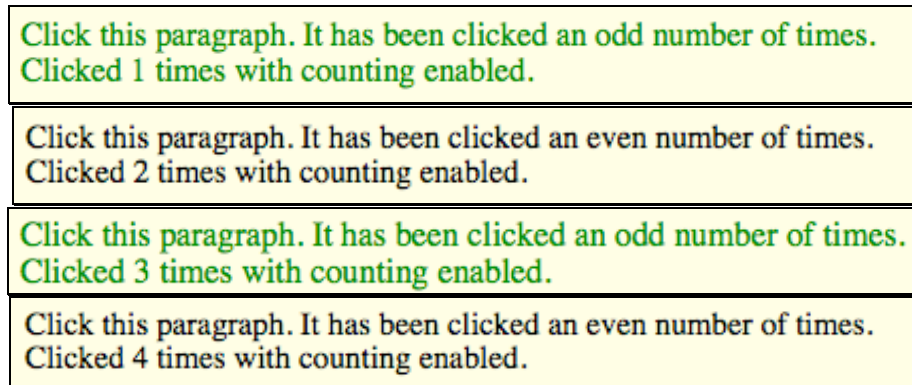 Click this paragraph. It has been clicked an odd number of times.
Clicked 1 times with counting enabled.
Click this paragraph. It has been clicked an even number of times.
Clicked 2 times with counting enabled.
Click this paragraph. It has been clicked an odd number of times.
Clicked 3 times with counting enabled.
Click this paragraph. It has been clicked an even number of times.
Clicked 4 times with counting enabled.